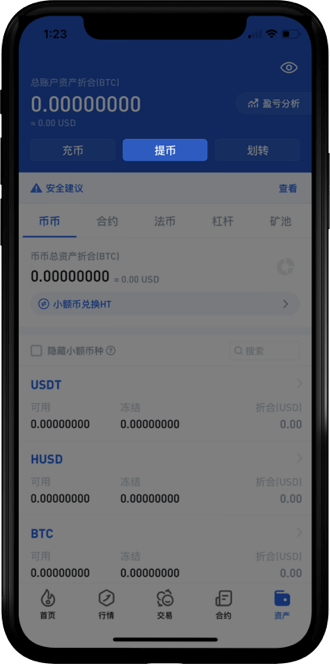 1:23
总账户资产折合(BTC)
0.00000000
盈亏分析
≈ 0.00 USD
充币 提币 划转
安全建议 查看
币币 合约 法币 杠杆 矿池
币币总资产折合(BTC)
0.00000000 ≈ 0.00 USD
小额币兑换HT
隐藏小额币种 搜索
USDT
可用 冻结 折合(USD)
0.00000000 0.00000000 0.00
HUSD
可用 冻结 折合(USD)
0.00000000 0.00000000 0.00
BTC
可用 冻结 折合(USD)
0.00000000 0.00000000 0.00
首页 行情 交易 合约 资产